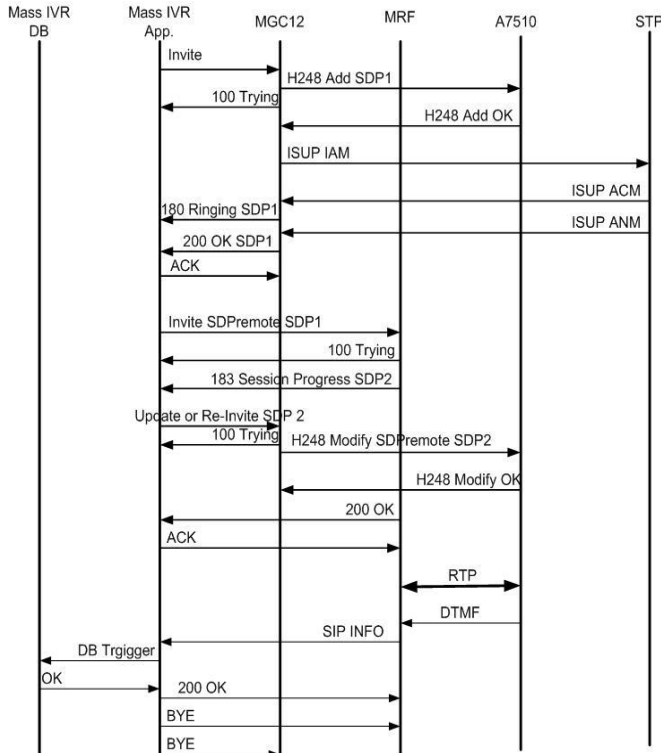 Mass IVR DB
Mass IVR App.
MGC12
MRF
A7510
STP
Invite
H248 Add SDP1
100 Trying
H248 Add OK
ISUP IAM
ISUP ACM
180 Ringing SDP1
ISUP ANM
200 OK SDP1
ACK
Invite SDPremote SDP1
100 Trying
183 Session Progress SDP2
Update or Re-Invite SDP 2
100 Trying
H248 Modify SDPremote SDP2
H248 Modify OK
200 OK
ACK
RTP
DTMF
SIP INFO
DB Trgigger
OK
200 OK
BYE
BYE